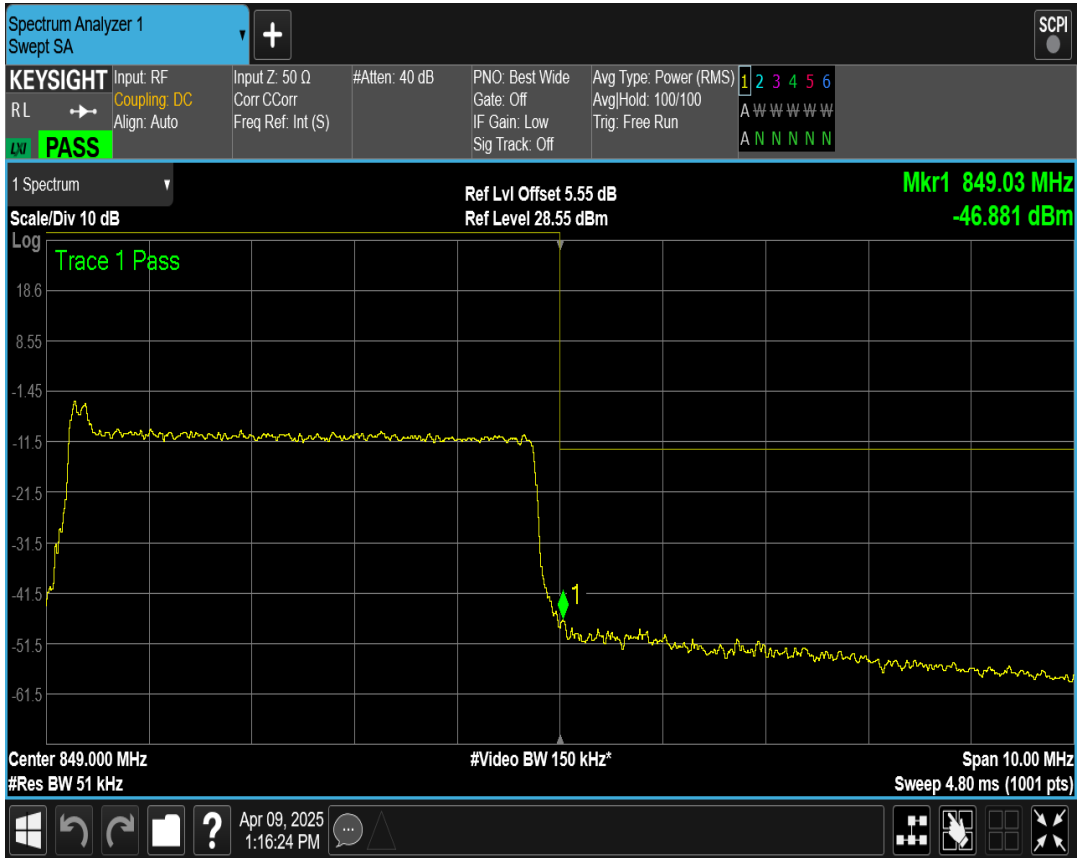 Spectrum Analyzer 1
Swept SA
+
SCPI
KEYSIGHT
RL
LXI PASS
Input: RF
Coupling: DC
Align: Auto
Input Z: 50 Ω
Corr CCorr
Freq Ref: Int (S)
#Atten: 40 dB
PNO: Best Wide
Gate: Off
IF Gain: Low
Sig Track: Off
Avg Type: Power (RMS)
Avg|Hold: 100/100
Trig: Free Run
1 2 3 4 5 6
A W W W W W
A N N N N N
1 Spectrum
Scale/Div 10 dB
Ref Lvl Offset 5.55 dB
Ref Level 28.55 dBm
Mkr1 849.03 MHz
-46.881 dBm
Log
Trace 1 Pass
18.6
8.55
-1.45
-11.5
-21.5
-31.5
-41.5
-51.5
-61.5
1
Center 849.000 MHz
#Res BW 51 kHz
#Video BW 150 kHz*
Span 10.00 MHz
Sweep 4.80 ms (1001 pts)
?
Apr 09, 2025
1:16:24 PM